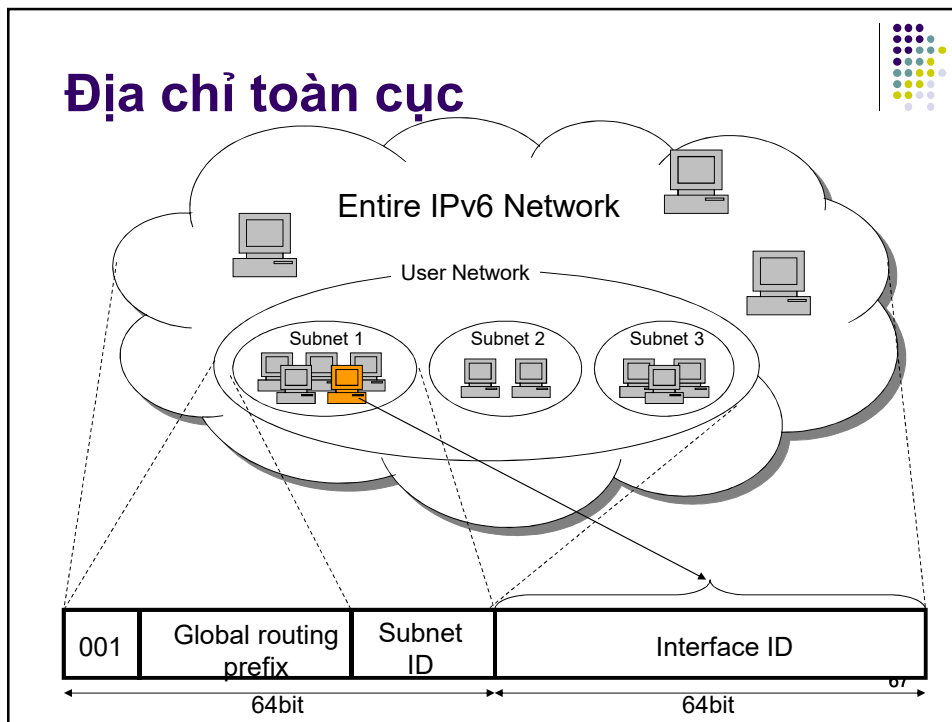 Địa chỉ toàn cục
Entire IPv6 Network
User Network
Subnet 1
Subnet 2
Subnet 3
001
Global routing
prefix
Subnet
ID
Interface ID
67
64bit
64bit